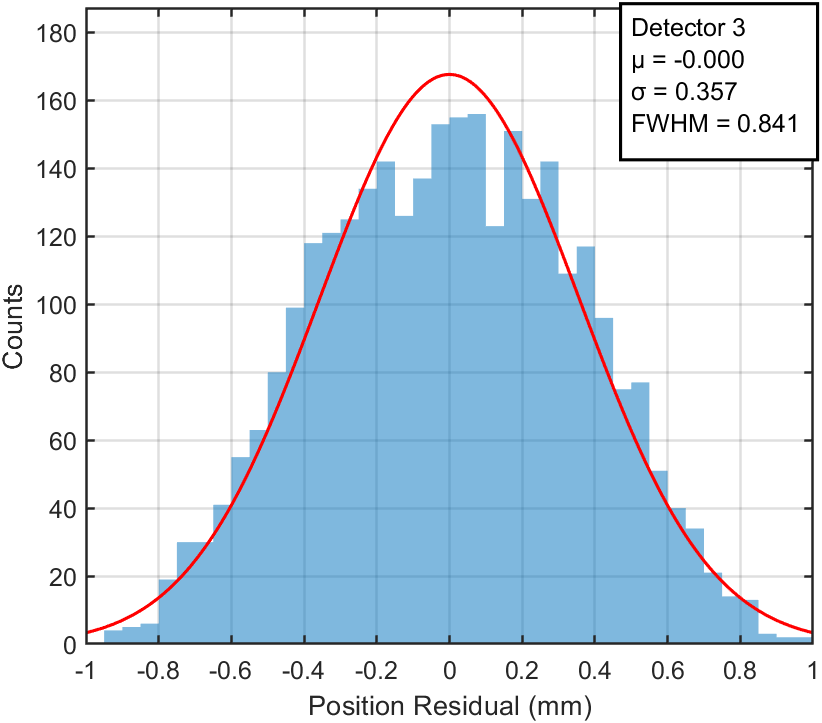 Detector 3
μ = -0.000
σ = 0.357
FWHM = 0.841
180
160
140
120
100
80
60
40
20
0
Counts
-1 -0.8 -0.6 -0.4 -0.2 0 0.2 0.4 0.6 0.8 1
Position Residual (mm)